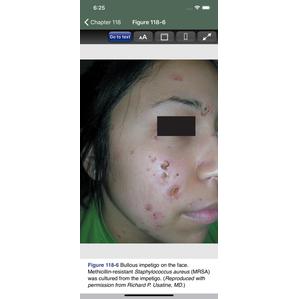 6:25
Chapter 118
Figure 118-6
Go to text
AA
Figure 118-6 Bullous impetigo on the face.
Methicillin-resistant Staphylococcus aureus (MRSA)
was cultured from the impetigo. (Reproduced with
permission from Richard P. Usatine, MD.)